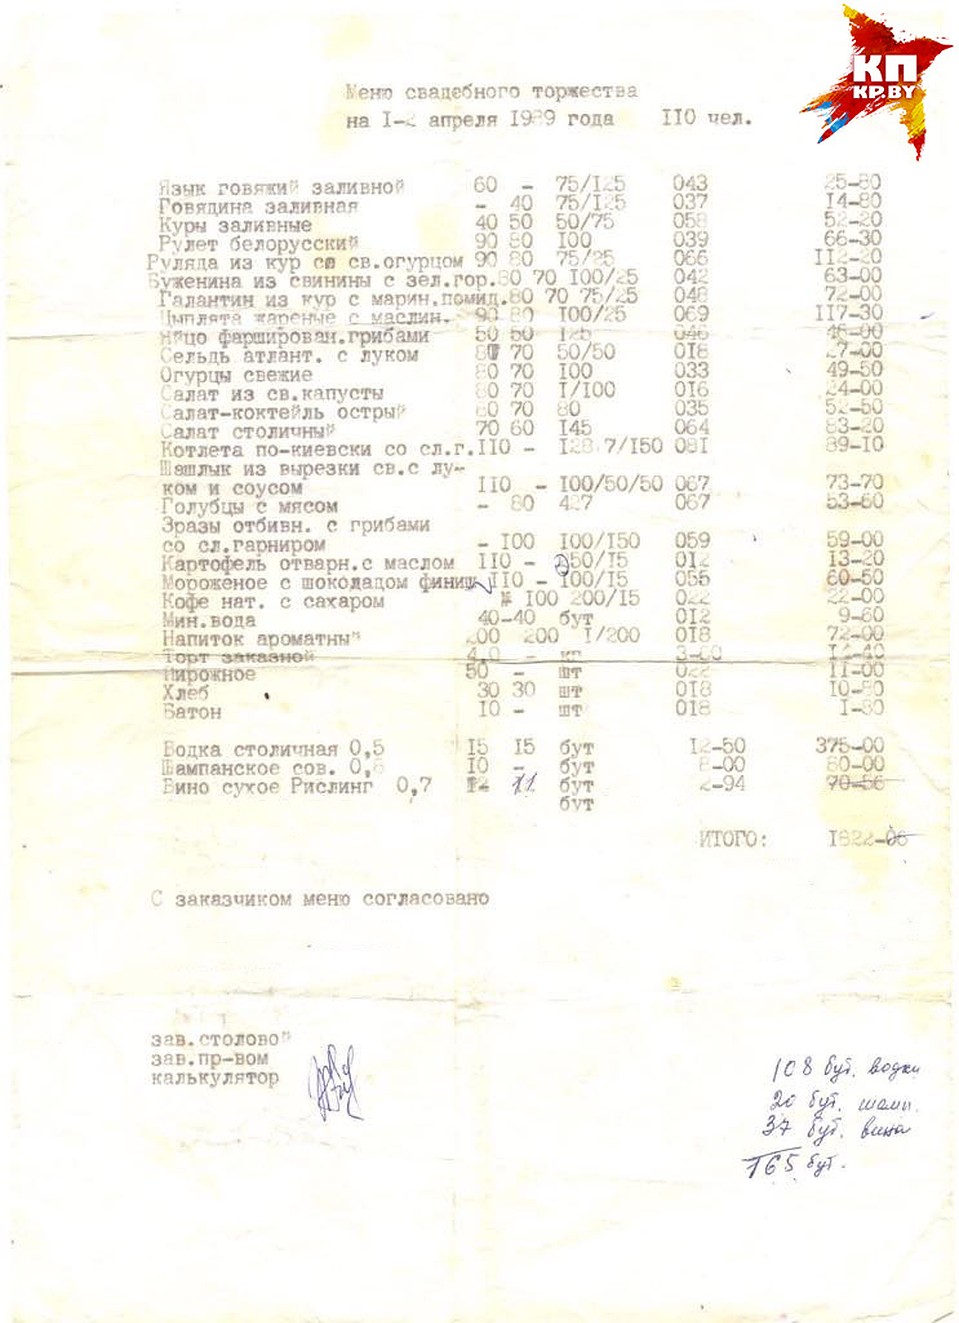 КП
KP.BY
Меню свадебного торжества
на I-2 апреля 1989 года 110 чел.
Язык говяжий заливной 60 - 75/125 043 25-80
Говядина заливная - 40 75/125 037 14-80
Куры заливные 40 50 50/75 058 52-20
Рулет белорусский 90 80 100 039 66-30
Руляда из кур со св.огурцом 90 80 75/25 066 112-20
Буженина из свинины с зел.гор.80 70 100/25 042 63-00
Галантин из кур с марин.помид.80 70 75/25 048 72-00
Цыплята жареные с маслин. 90 80 100/25 069 117-30
Яйцо фарширован.грибами 50 50 125 046 46-00
Сельдь атлант. с луком 80 70 50/50 018 27-00
Огурцы свежие 80 70 100 033 49-50
Салат из св.капусты 80 70 1/100 016 24-00
Салат-коктейль острый 80 70 80 035 52-50
Салат столичный 70 60 145 064 83-20
Котлета по-киевски со сл.г.110 - 128.7/150 081 89-10
Шашлык из вырезки св.с лу-
ком и соусом 110 - 100/50/50 067 73-70
Голубцы с мясом - 80 427 067 53-60
Зразы отбивн. с грибами
со сл.гарниром - 100 100/150 059 59-00
Картофель отварн.с маслом 110 - 250/15 012 13-20
Мороженое с шоколадом финиш 110 - 100/15 055 60-50
Кофе нат. с сахаром 100 200/15 022 22-00
Мин.вода 40-40 бут 012 9-60
Напиток ароматный 200 200 1/200 018 72-00
Торт заказной 4,0 - кг 3-60 14-40
Пирожное 50 - шт 022 11-00
Хлеб 30 30 шт 018 10-80
Батон 10 - шт 018 1-80
Водка столичная 0,5 15 15 бут 12-50 375-00
Шампанское сов. 0,8 10 - бут 8-00 80-00
Вино сухое Рислинг 0,7 12 11 бут 2-94 70-56
бут
ИТОГО: 1822-06
С заказчиком меню согласовано
зав.столовой
зав.пр-вом
калькулятор
108 бут. водки
20 бут. шамп.
37 бут. вина
165 бут.